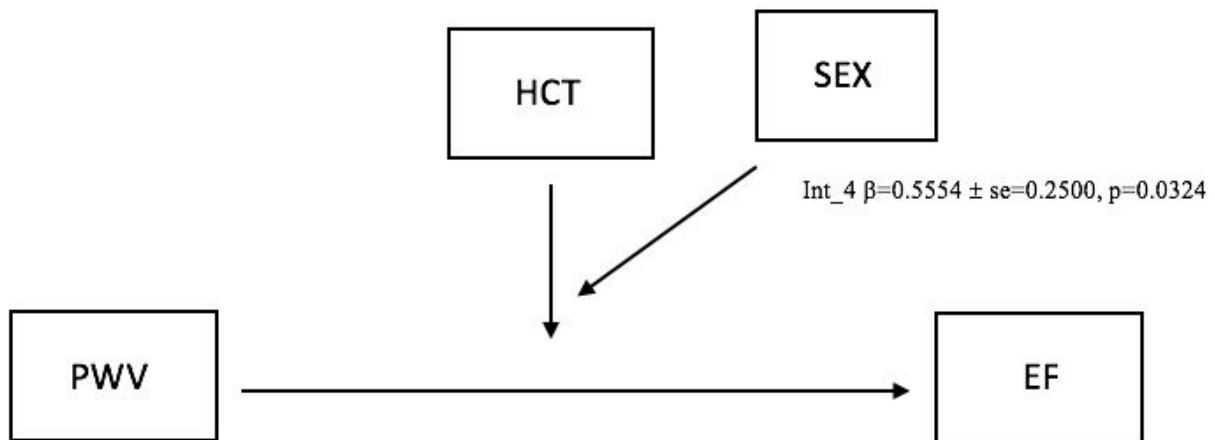 HCT
SEX
Int_4 β=0.5554 ± se=0.2500, p=0.0324
PWV
EF